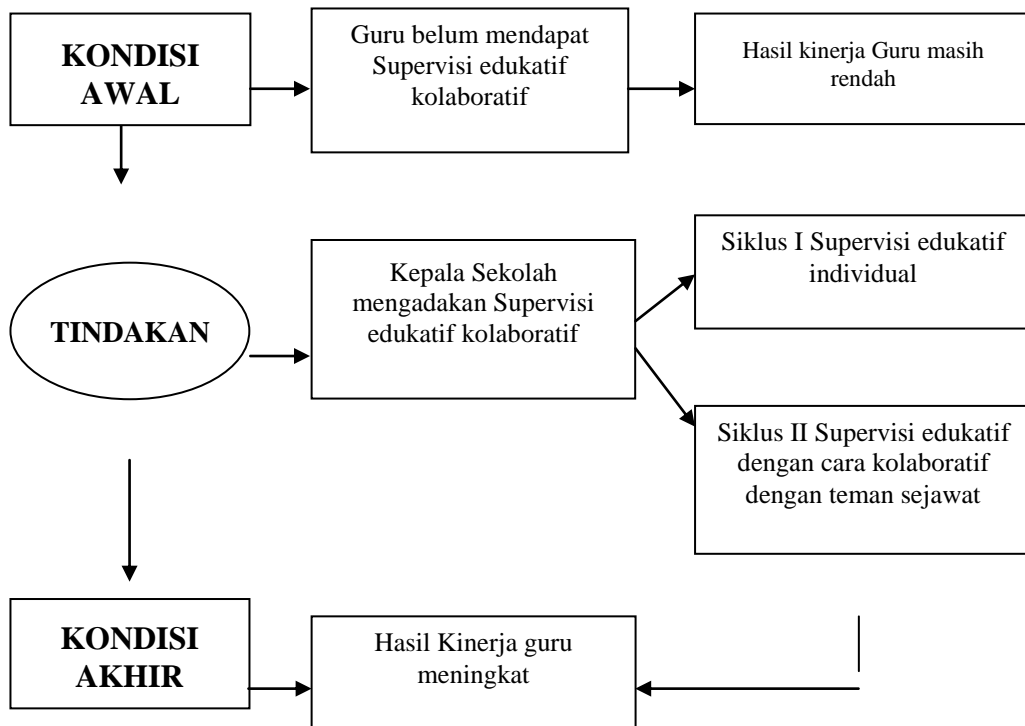 KONDISI
AWAL
Guru belum mendapat
Supervisi edukatif
kolaboratif
Hasil kinerja Guru masih
rendah
TINDAKAN
Kepala Sekolah
mengadakan Supervisi
edukatif kolaboratif
Siklus I Supervisi edukatif
individual
Siklus II Supervisi edukatif
dengan cara kolaboratif
dengan teman sejawat
KONDISI
AKHIR
Hasil Kinerja guru
meningkat